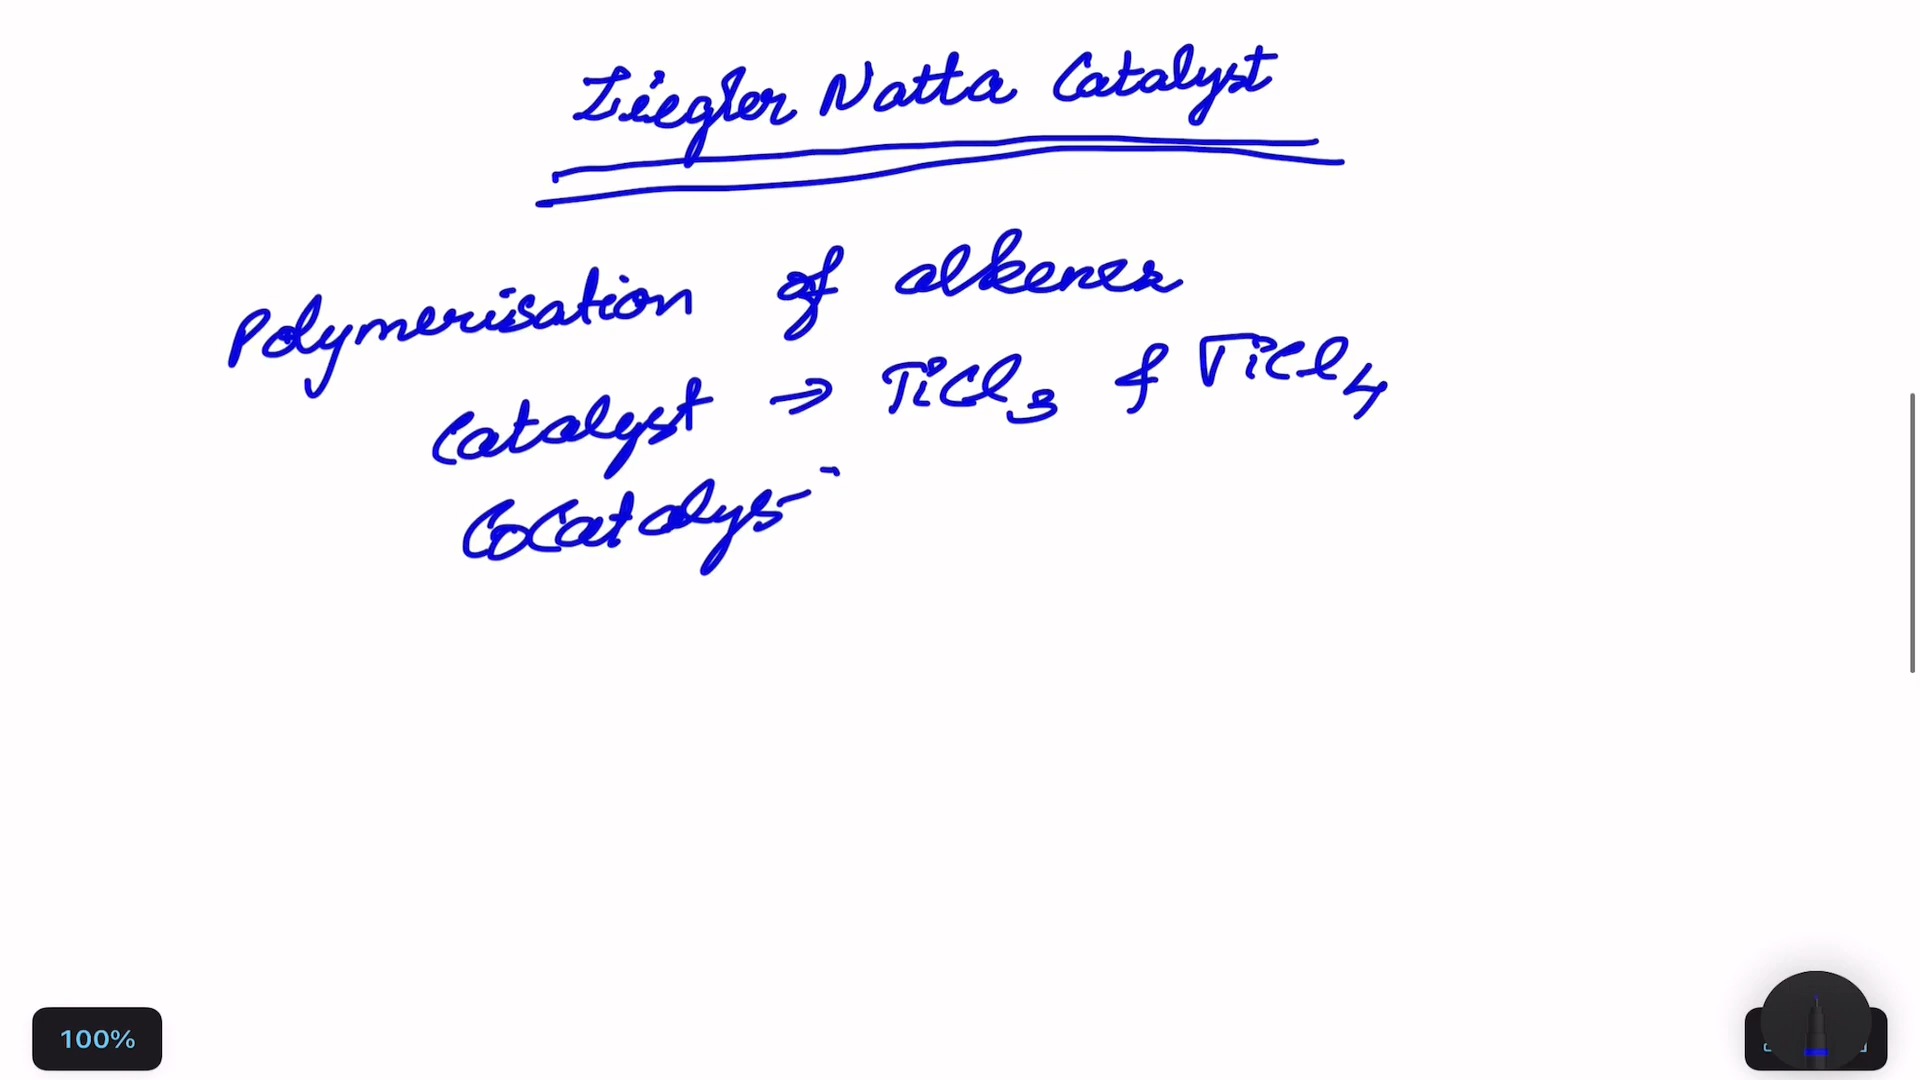 Ziegler Natta Catalyst
Polymerisation of alkenes
Catalyst → TiCl₃ & TiCl₄
Cocatalyst
100%